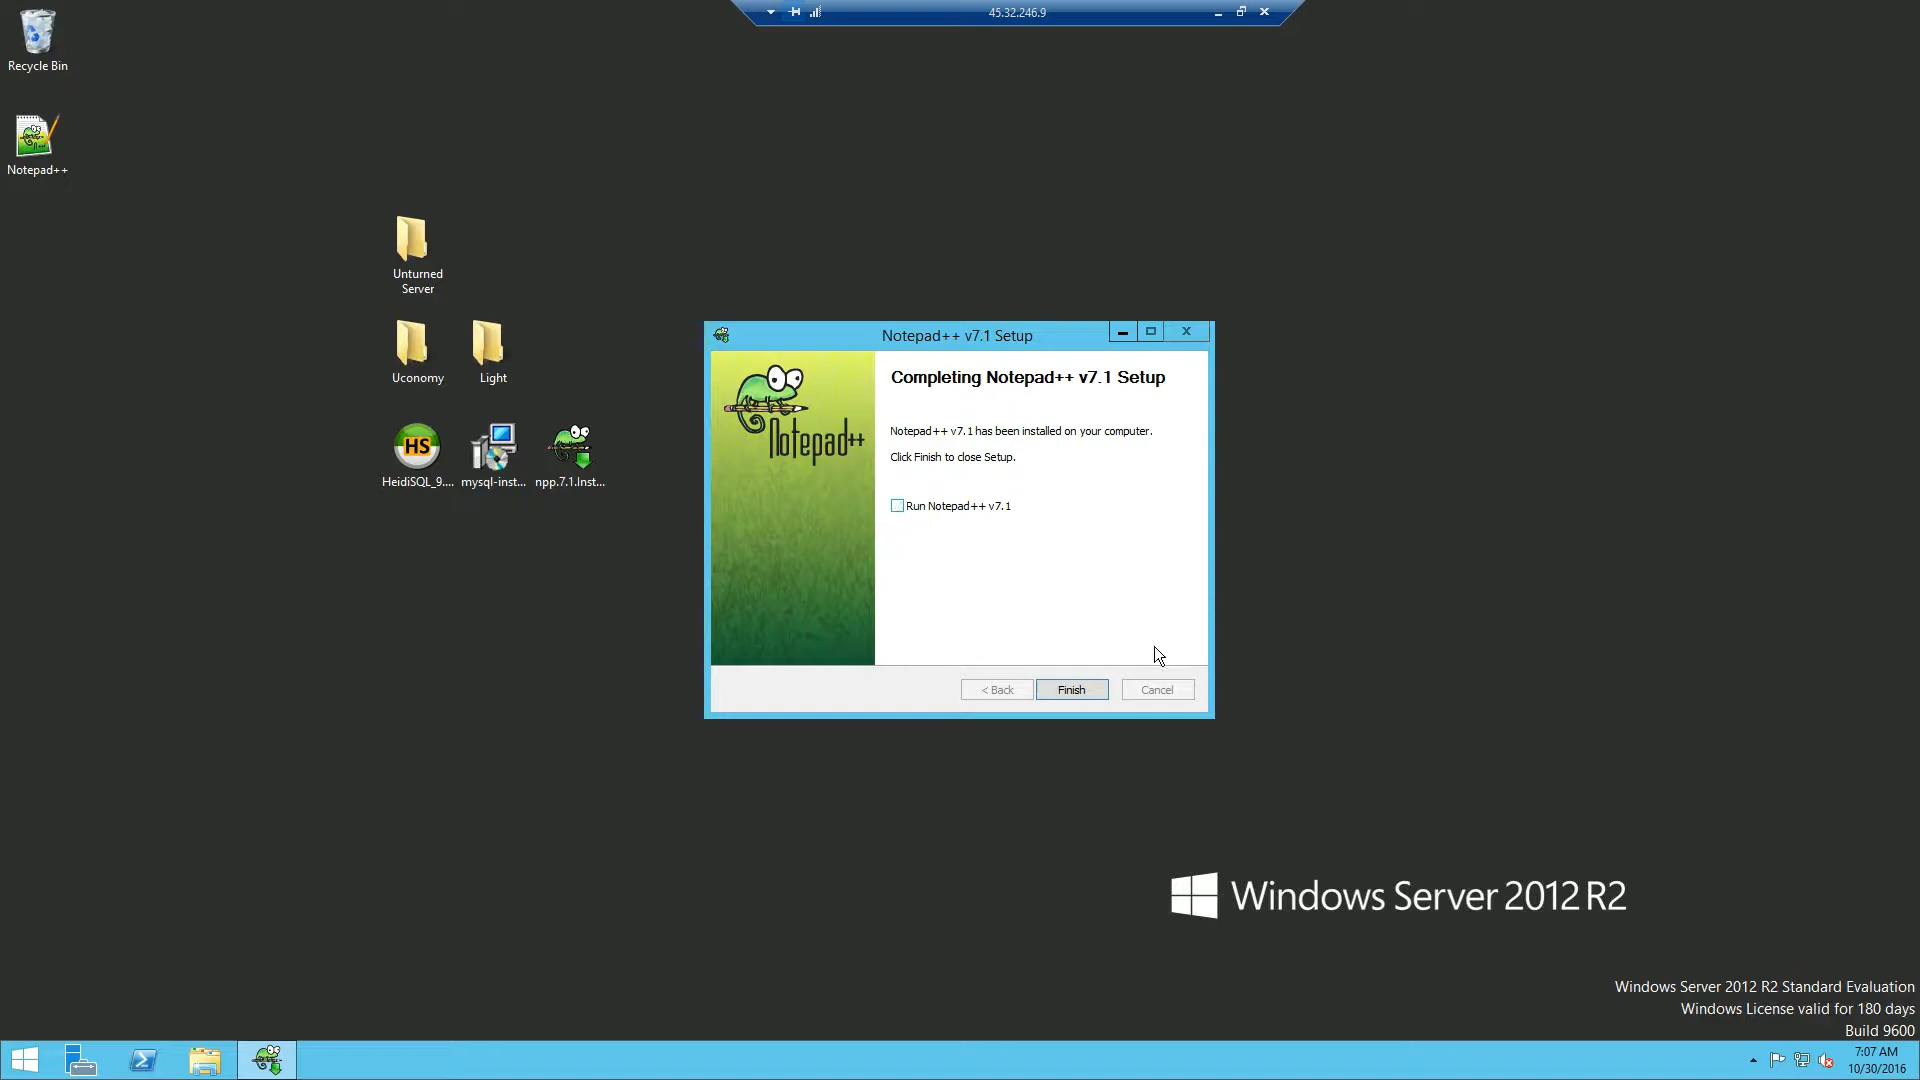 45.32.246.9
Recycle Bin
Notepad++
Unturned
Server
Uconomy
Light
HS
HeidiSQL_9....
mysql-inst...
npp.7.1.Inst...
Notepad++ v7.1 Setup
Notepad++
Completing Notepad++ v7.1 Setup
Notepad++ v7.1 has been installed on your computer.
Click Finish to close Setup.
Run Notepad++ v7.1
< Back
Finish
Cancel
Windows Server 2012 R2
Windows Server 2012 R2 Standard Evaluation
Windows License valid for 180 days
Build 9600
7:07 AM
10/30/2016